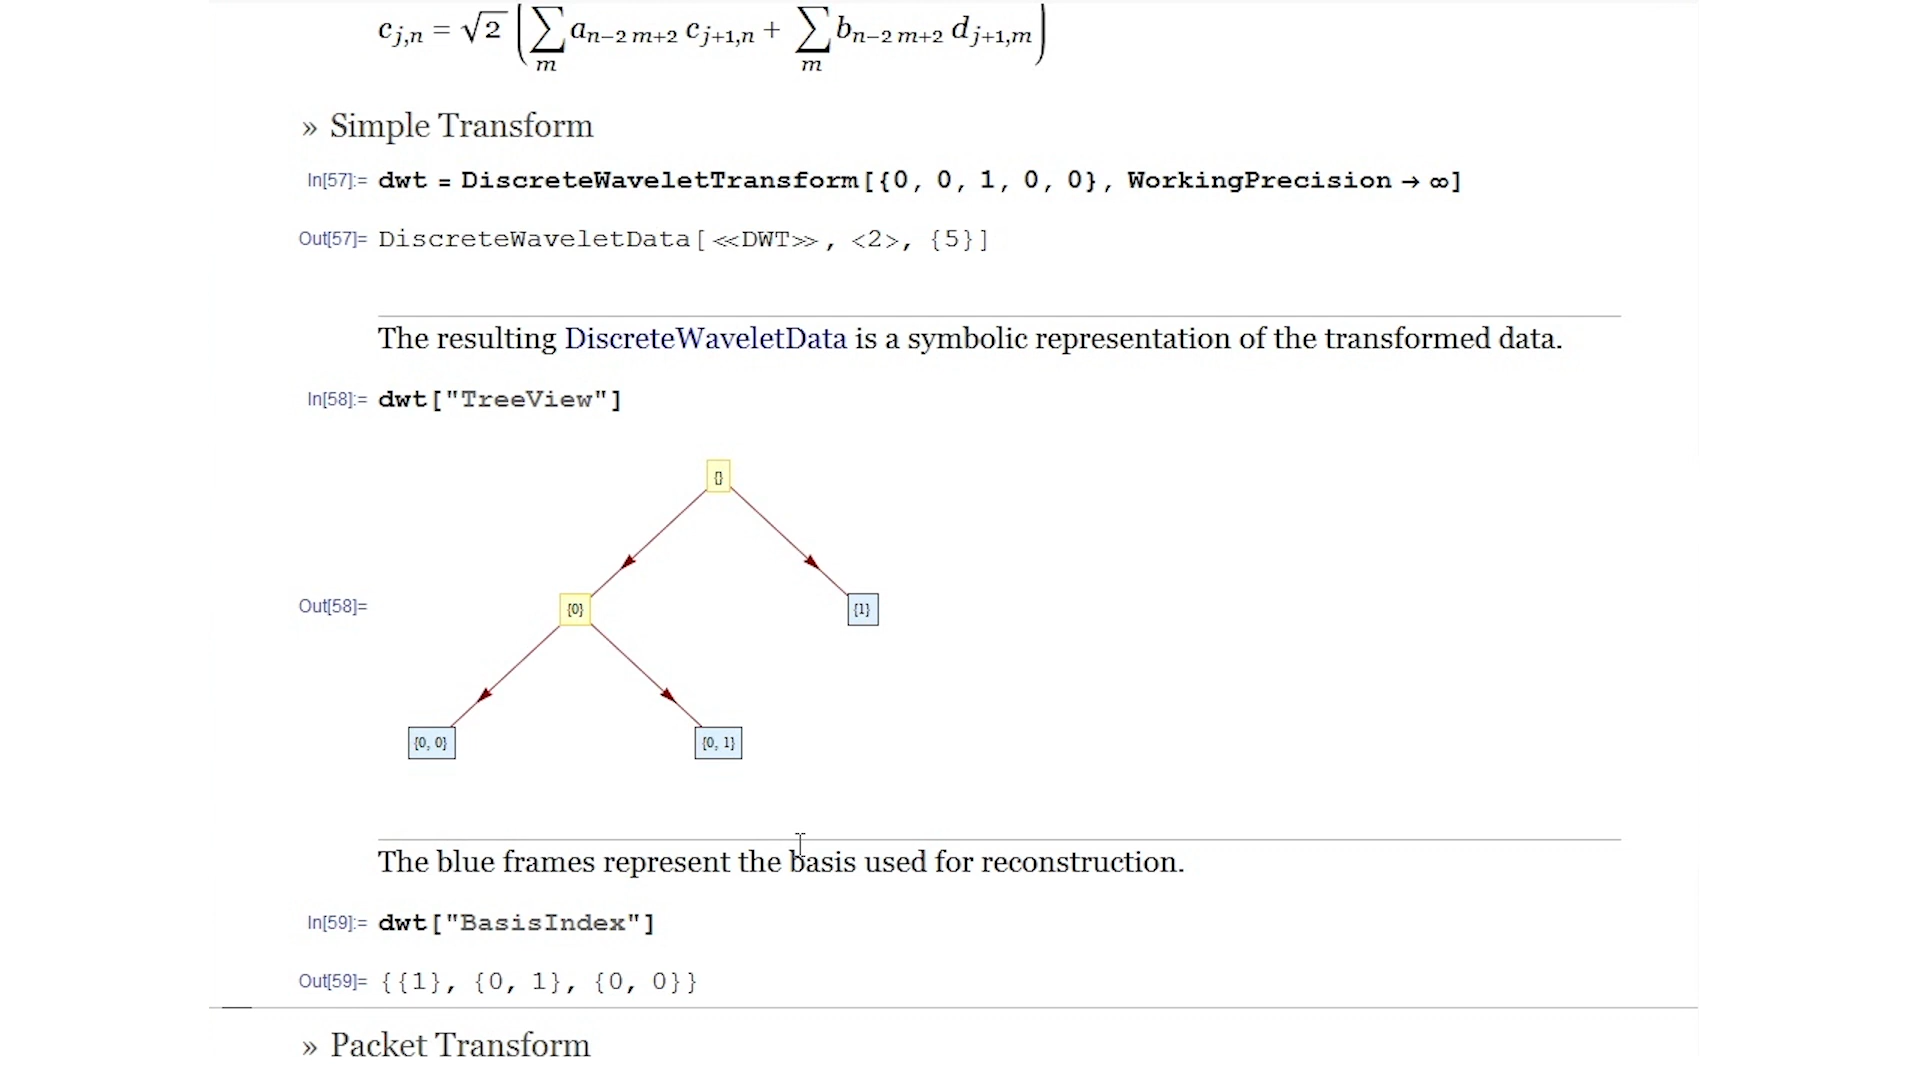 c_{j,n} = √2 (∑_m a_{n−2 m+2} c_{j+1,n} + ∑_m b_{n−2 m+2} d_{j+1,m})
» Simple Transform
In[57]:= dwt = DiscreteWaveletTransform[{0, 0, 1, 0, 0}, WorkingPrecision → ∞]
Out[57]= DiscreteWaveletData[≪DWT≫, <2>, {5}]
The resulting DiscreteWaveletData is a symbolic representation of the transformed data.
In[58]:= dwt["TreeView"]
{}
Out[58]=
{0}
{1}
{0, 0}
{0, 1}
The blue frames represent the basis used for reconstruction.
In[59]:= dwt["BasisIndex"]
Out[59]= {{1}, {0, 1}, {0, 0}}
» Packet Transform